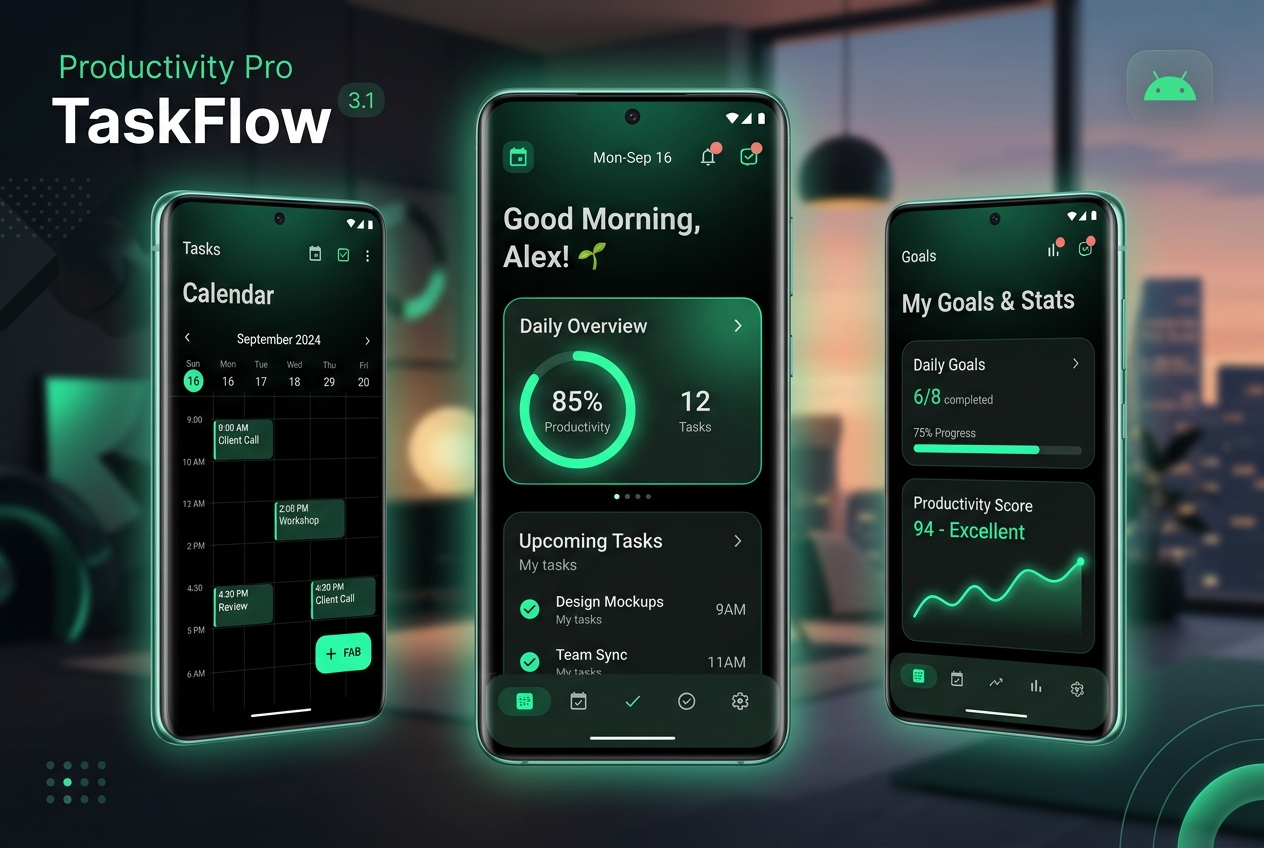 Productivity Pro
TaskFlow 3.1
Tasks
Calendar
September 2024
Sun Mon Tue Wed Thu Fri
16 16 17 18 29 20
9:00
9:00 AM
Client Call
10 AM
12 AM
2:08 PM
Workshop
2 PM
4.30
4.30 PM
Review
4:20 PM
Client Call
5 PM
+ FAB
6 AM
Mon-Sep 16
Good Morning,
Alex!
Daily Overview
85%
Productivity
12
Tasks
Upcoming Tasks
My tasks
Design Mockups
My tasks
9AM
Team Sync
My tasks
11AM
Goals
My Goals & Stats
Daily Goals
6/8 completed
75% Progress
Productivity Score
94 - Excellent